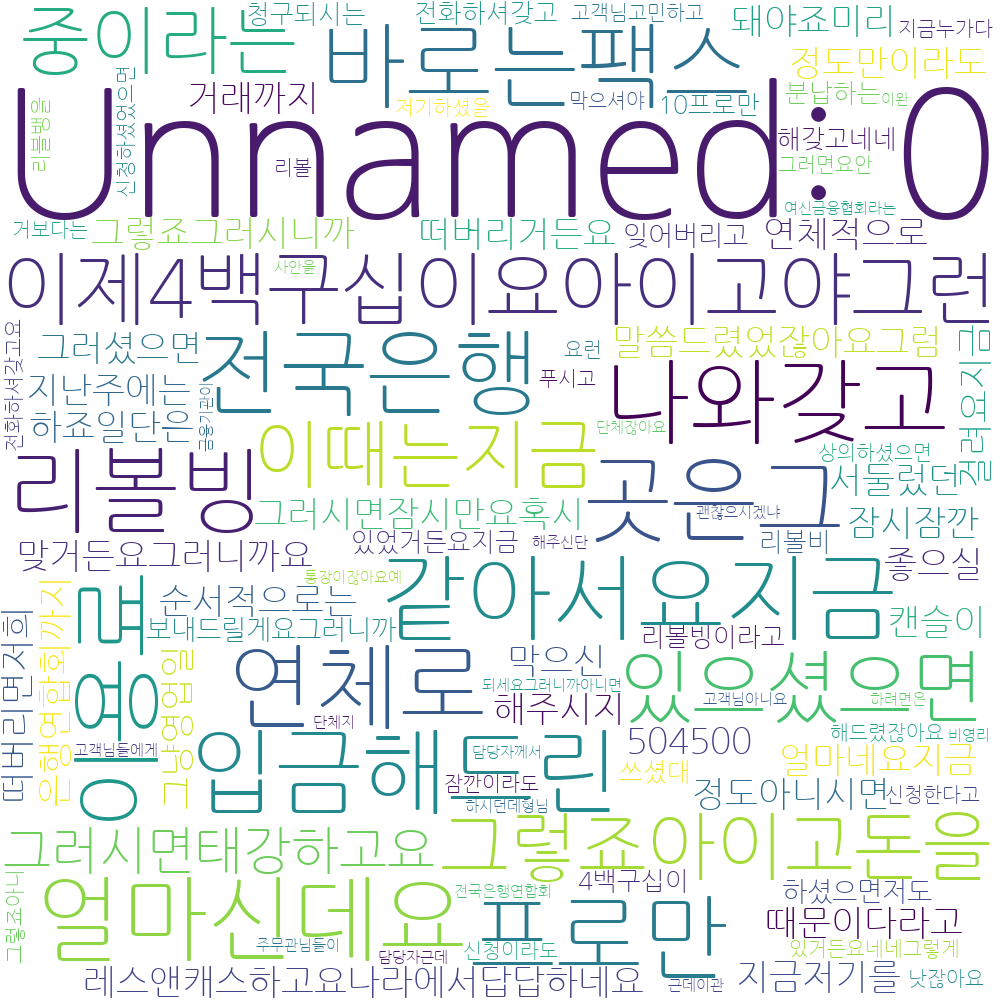 청구되시는
전화하셔갖고
고객님고민하고
돼야죠미리
지금누가다
중이라는
바로는팩스
정도만이라도
리블뱅을
신청하셨었으면
거래까지
저기하셨을
막으셔야
10프로만
분납하는
이완
해갖고네네
Unnamed: 0
리볼
그러면요안
여신금융협회라는
거보다는
그렇죠그러시니까
떠버리거든요
잊어버리고
연체적으로
이제4백구십이요아이고야그런
사안을
전화하셔갖고요
그러셨으면
전국은행
요런
말씀드렸었잖아요그럼
지난주에는
금융기관이
푸시고
나와갖고
걸려요지금
하죠일단은
이때는지금
단체잖아요
상의하셨으면
리볼빙
곳은그
서둘렀던
그러시면잠시만요혹시
괜찮으시겠냐
잠시잠깐
맞거든요그러니까요
있었거든요지금
해주신단
리볼비
좋으실
통장이잖아요예
같아서요지금
종료
순서적으로는
캔슬이
떠버리면저희
은행연합회까지
그냥영업일
보내드릴게요그러니까
리볼빙이라고
연체로
막으신
있으셨으면
되세요그러니까아니면
해주시지
고객님아니요
하려면은
단체지
고객님들에게
입금해드린
504500
해드렸잖아요
비영리
담당자께서
쓰셨대
얼마네요지금
잠깐이라도
정도아니시면
신청한다고
하시던데형님
그러시면태강하고요
그렇죠아이고돈을
그렇죠아니
얼마신데요
4백구십이
전국은행연합회
프로만
하셨으면저도
때문이다라고
주무관님들이
담당자근데
신청이라도
있거든요네네그렇게
레스앤캐스하고요나라에서답답하네요
근데이관
지금저기를
낫잖아요